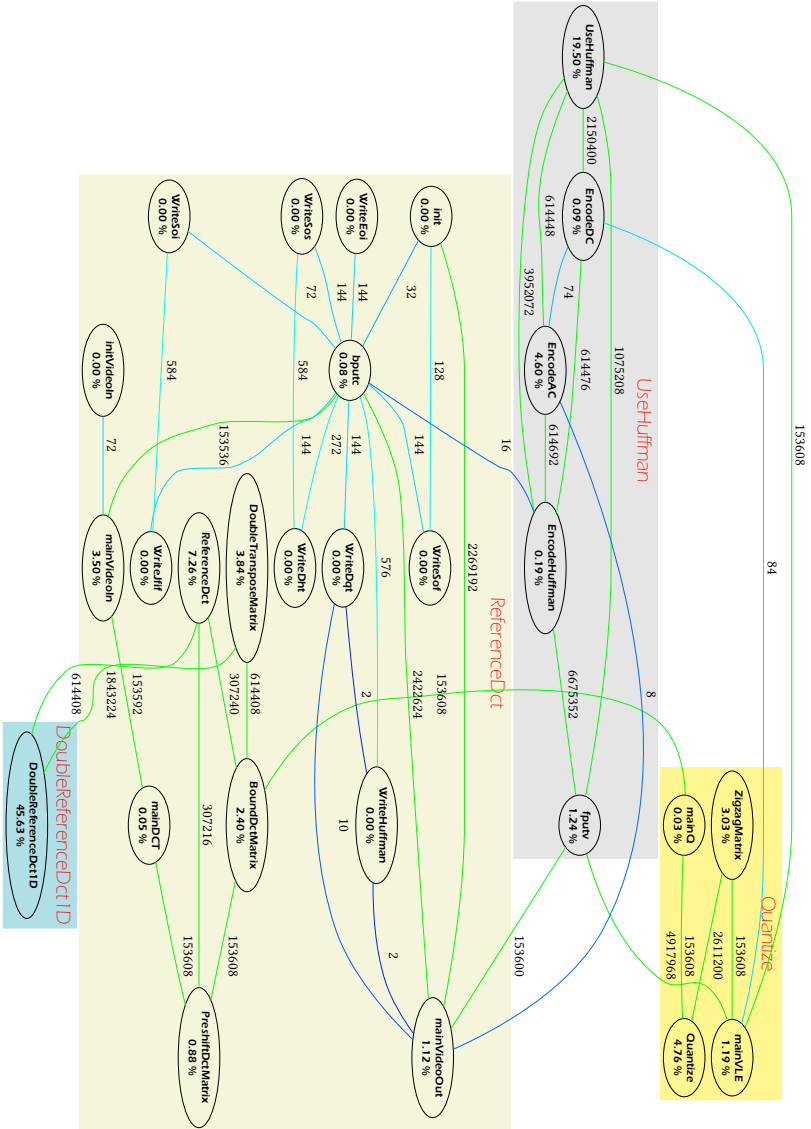 UseHuffman
19.50 %
2150400
EncodeDC
0.09 %
614448
3952072
74
614476
1075208
EncodeAC
4.60 %
614692
EncodeHuffman
0.19 %
UseHuffman
6675352
fputv
1.24 %
153608
84
8
16
153600
Quantize
ZigzagMatrix
3.03 %
mainQ
0.03 %
153608
2611200
153608
4917968
mainVLE
1.19 %
Quantize
4.76 %
ReferenceDct
init
0.00 %
WriteEoi
0.00 %
WriteSos
0.00 %
WriteSoi
0.00 %
32
128
144
144
72
584
584
bputc
0.08 %
initVideoIn
0.00 %
72
153536
144
144
272
144
576
2269192
WriteSof
0.00 %
WriteDqt
0.00 %
WriteDht
0.00 %
WriteJfif
0.00 %
mainVideoIn
3.50 %
DoubleTransposeMatrix
3.84 %
ReferenceDct
7.26 %
153608
2422624
2
10
2
614408
307240
307216
153592
1843224
614408
WriteHuffman
0.00 %
BoundDctMatrix
2.40 %
mainDCT
0.05 %
153608
153608
mainVideoOut
1.12 %
PreshiftDctMatrix
0.88 %
DoubleReferenceDct1D
DoubleReferenceDct1D
45.63 %